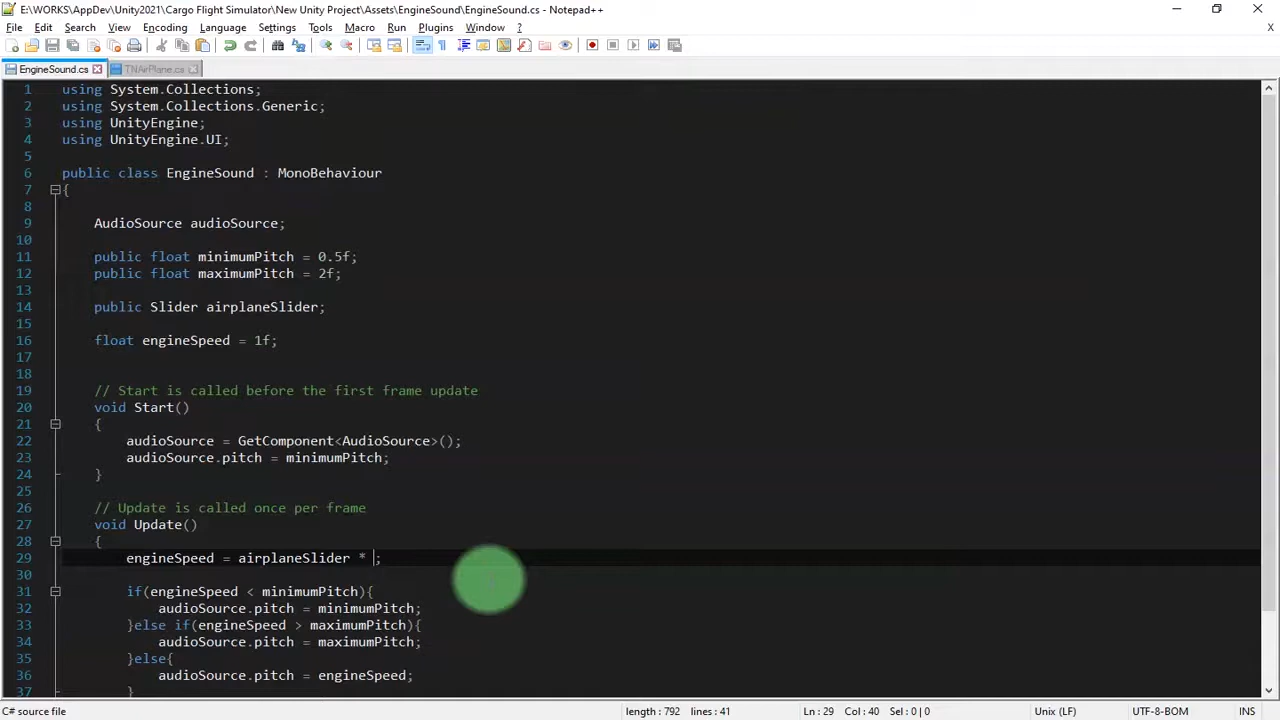 E:\WORKS\AppDev\Unity2021\Cargo Flight Simulator\New Unity Project\Assets\EngineSound\EngineSound.cs - Notepad++
File Edit Search View Encoding Language Settings Tools Macro Run Plugins Window ? X
EngineSound.cs TNAirPlane.cs
1 using System.Collections;
2 using System.Collections.Generic;
3 using UnityEngine;
4 using UnityEngine.UI;
5
6 public class EngineSound : MonoBehaviour
7 {
8
9 AudioSource audioSource;
10
11 public float minimumPitch = 0.5f;
12 public float maximumPitch = 2f;
13
14 public Slider airplaneSlider;
15
16 float engineSpeed = 1f;
17
18
19 // Start is called before the first frame update
20 void Start()
21 {
22 audioSource = GetComponent<AudioSource>();
23 audioSource.pitch = minimumPitch;
24 }
25
26 // Update is called once per frame
27 void Update()
28 {
29 engineSpeed = airplaneSlider * ;
30
31 if(engineSpeed < minimumPitch){
32 audioSource.pitch = minimumPitch;
33 }else if(engineSpeed > maximumPitch){
34 audioSource.pitch = maximumPitch;
35 }else{
36 audioSource.pitch = engineSpeed;
37 }
C# source file length : 792 lines : 41 Ln : 29 Col : 40 Sel : 0 | 0 Unix (LF) UTF-8-BOM INS